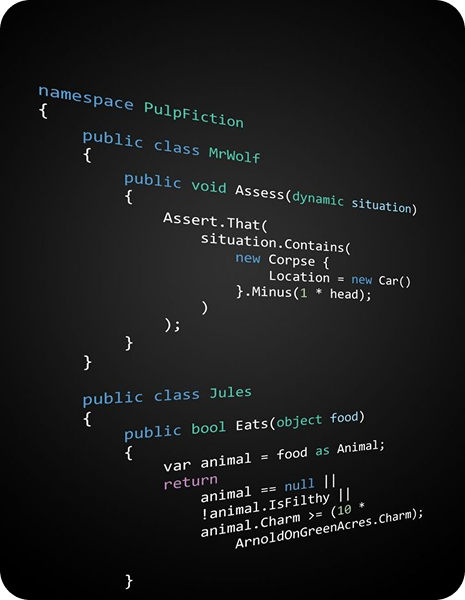 namespace PulpFiction
{
public class MrWolf
{
public void Assess(dynamic situation)
{
Assert.That(
situation.Contains(
new Corpse {
Location = new Car()
}.Minus(1 * head);
)
);
}
}
public class Jules
{
public bool Eats(object food)
{
var animal = food as Animal;
return
animal == null ||
!animal.IsFilthy ||
animal.Charm >= (10 *
ArnoldOnGreenAcres.Charm);
}